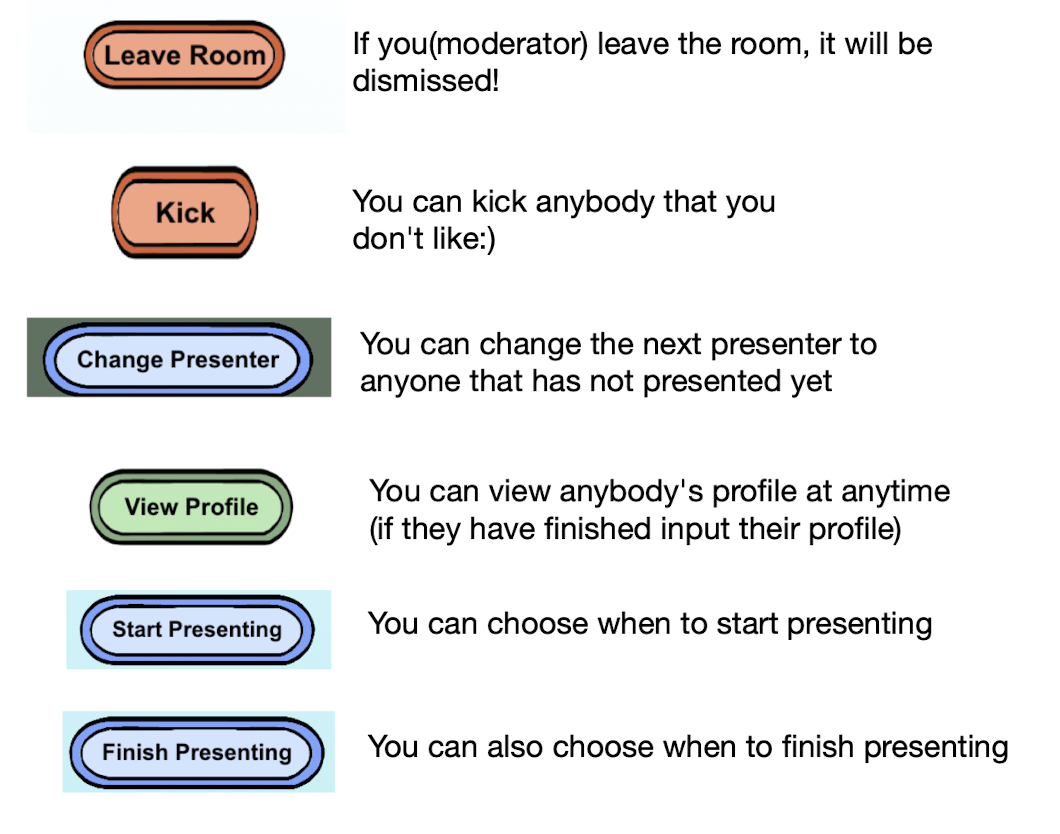 Leave Room
If you(moderator) leave the room, it will be
dismissed!
Kick
You can kick anybody that you
don't like:)
Change Presenter
You can change the next presenter to
anyone that has not presented yet
View Profile
You can view anybody's profile at anytime
(if they have finished input their profile)
Start Presenting
You can choose when to start presenting
Finish Presenting
You can also choose when to finish presenting